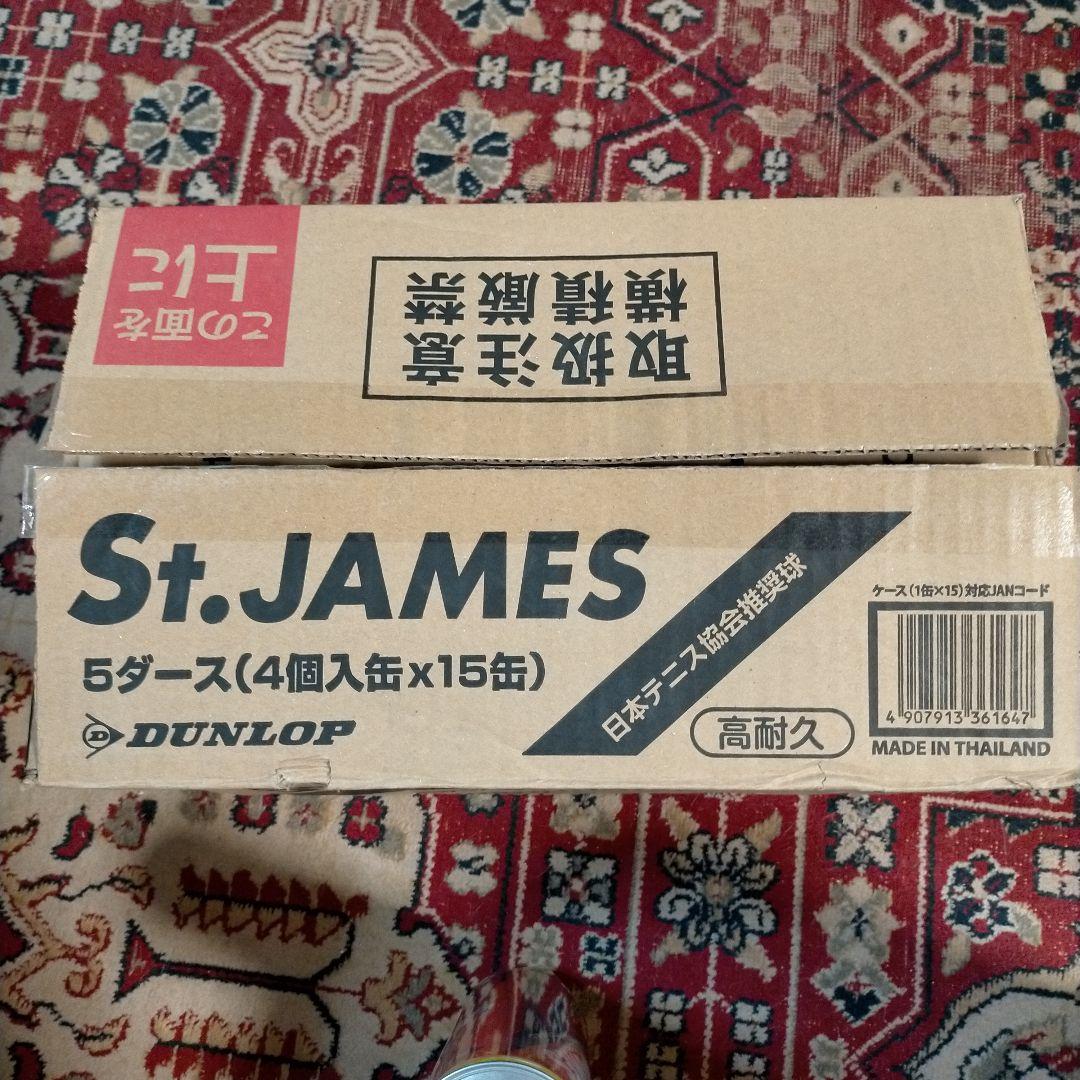 この面を
上に
取扱注意
横積厳禁
St.JAMES
5ダース(4個入缶x15缶)
D DUNLOP
日本テニス協会推奨球
高耐久
ケース(1缶×15)対応JANコード
4 907913 361647
MADE IN THAILAND